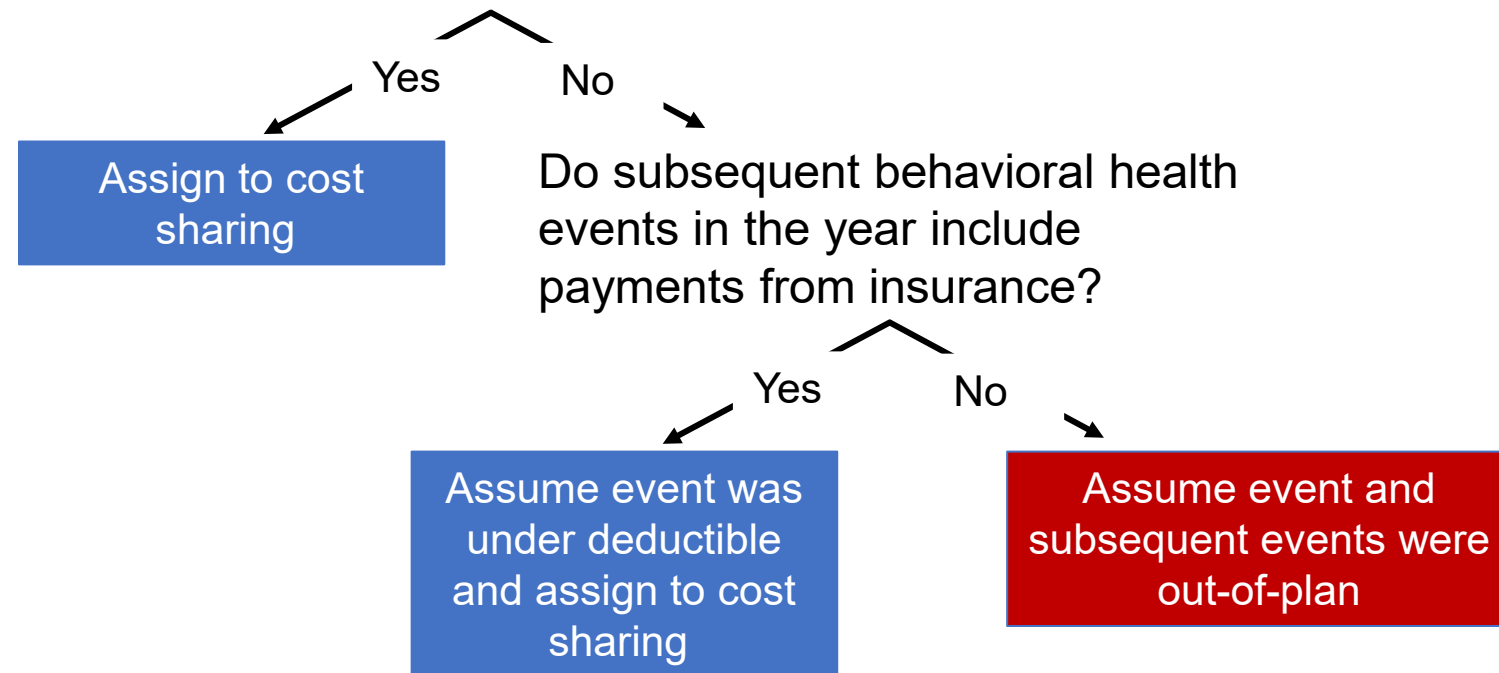 Yes
No
Assign to cost
sharing
Do subsequent behavioral health
events in the year include
payments from insurance?
Yes
No
Assume event was
under deductible
and assign to cost
sharing
Assume event and
subsequent events were
out-of-plan